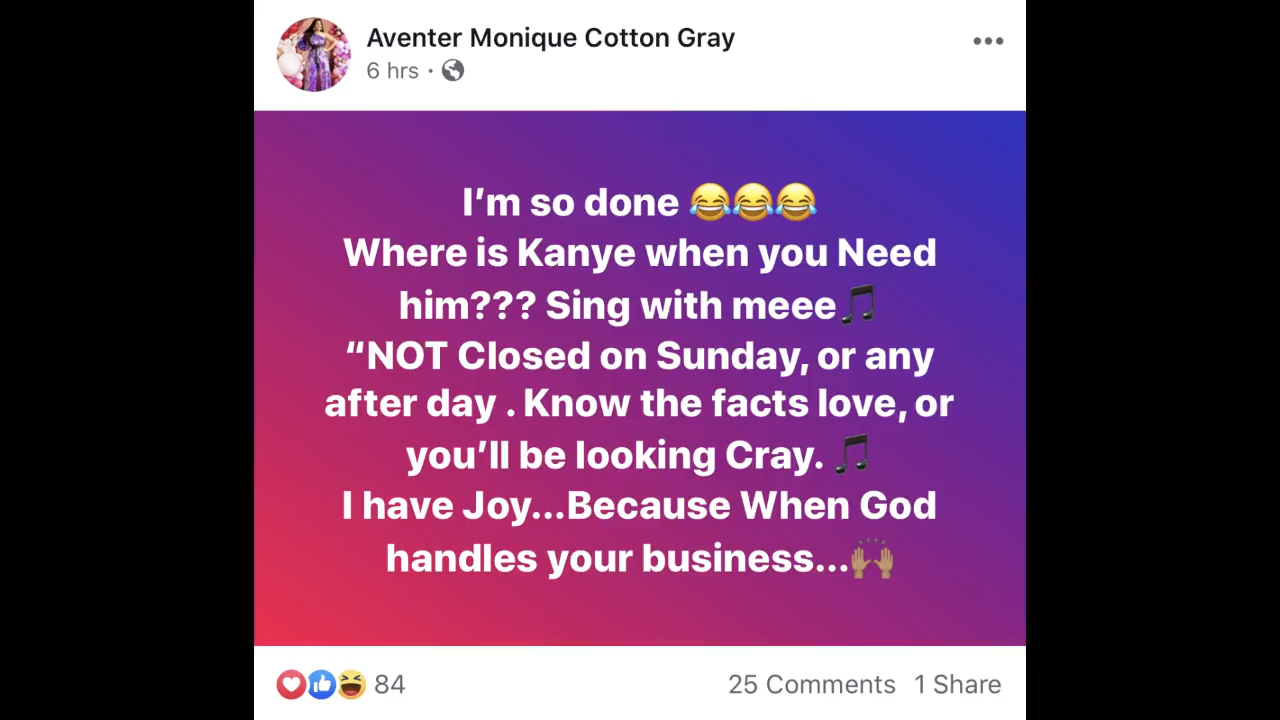 Aventer Monique Cotton Gray
6 hrs ·
I'm so done 😂😂😂
Where is Kanye when you Need
him??? Sing with meee🎵
“NOT Closed on Sunday, or any
after day . Know the facts love, or
you'll be looking Cray. 🎵
I have Joy...Because When God
handles your business...🙌🏽
84
25 Comments 1 Share